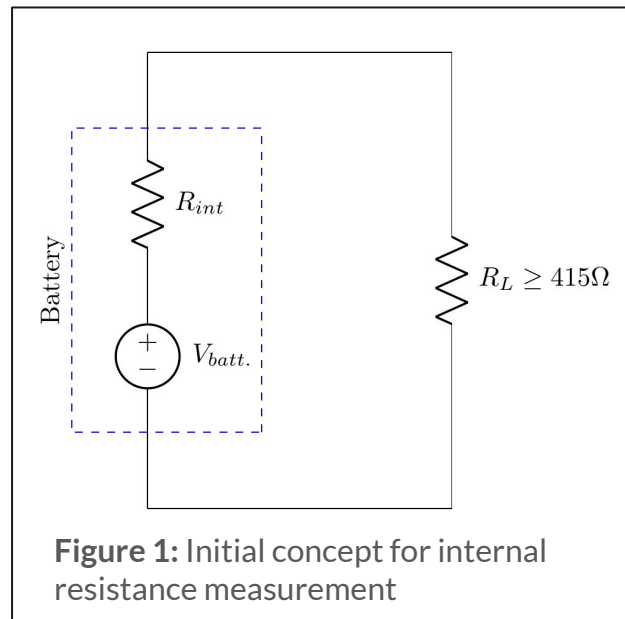 R_int
Battery
R_L ≥ 415Ω
+
−
V_batt.
Figure 1: Initial concept for internal
resistance measurement